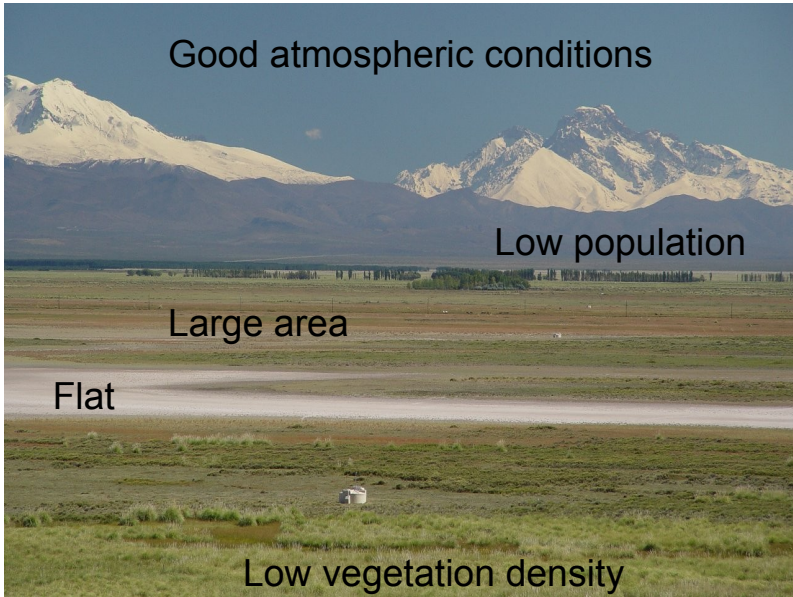 Good atmospheric conditions
Low population
Large area
Flat
Low vegetation density